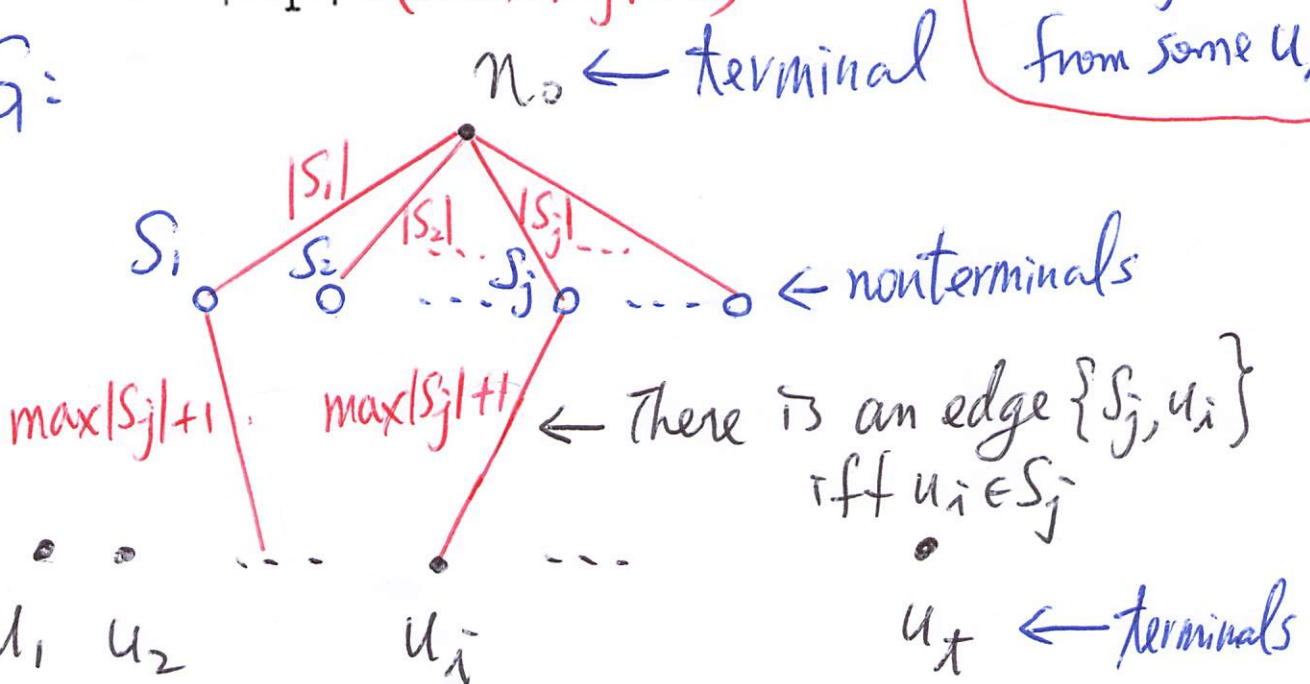 G:
n₀ ← terminal
from some u
|S₁|
|S₂| ...
|Sⱼ| ...
S₁
S₂
... Sⱼ ...
← nonterminals
max|Sⱼ|+1
max|Sⱼ|+1
← There is an edge {Sⱼ, uᵢ}
iff uᵢ ∈ Sⱼ
... ...
u₁ u₂ uᵢ uₜ ← terminals